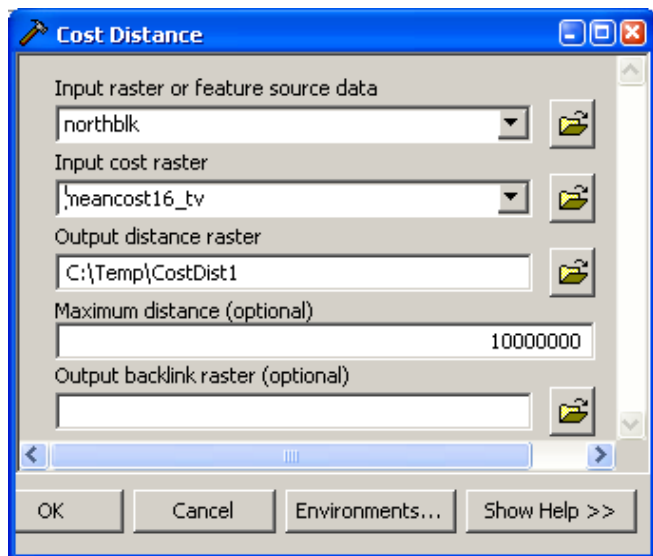 Cost Distance
Input raster or feature source data
northblk
Input cost raster
meancost16_tv
Output distance raster
C:\Temp\CostDist1
Maximum distance (optional)
10000000
Output backlink raster (optional)
OK Cancel Environments... Show Help >>